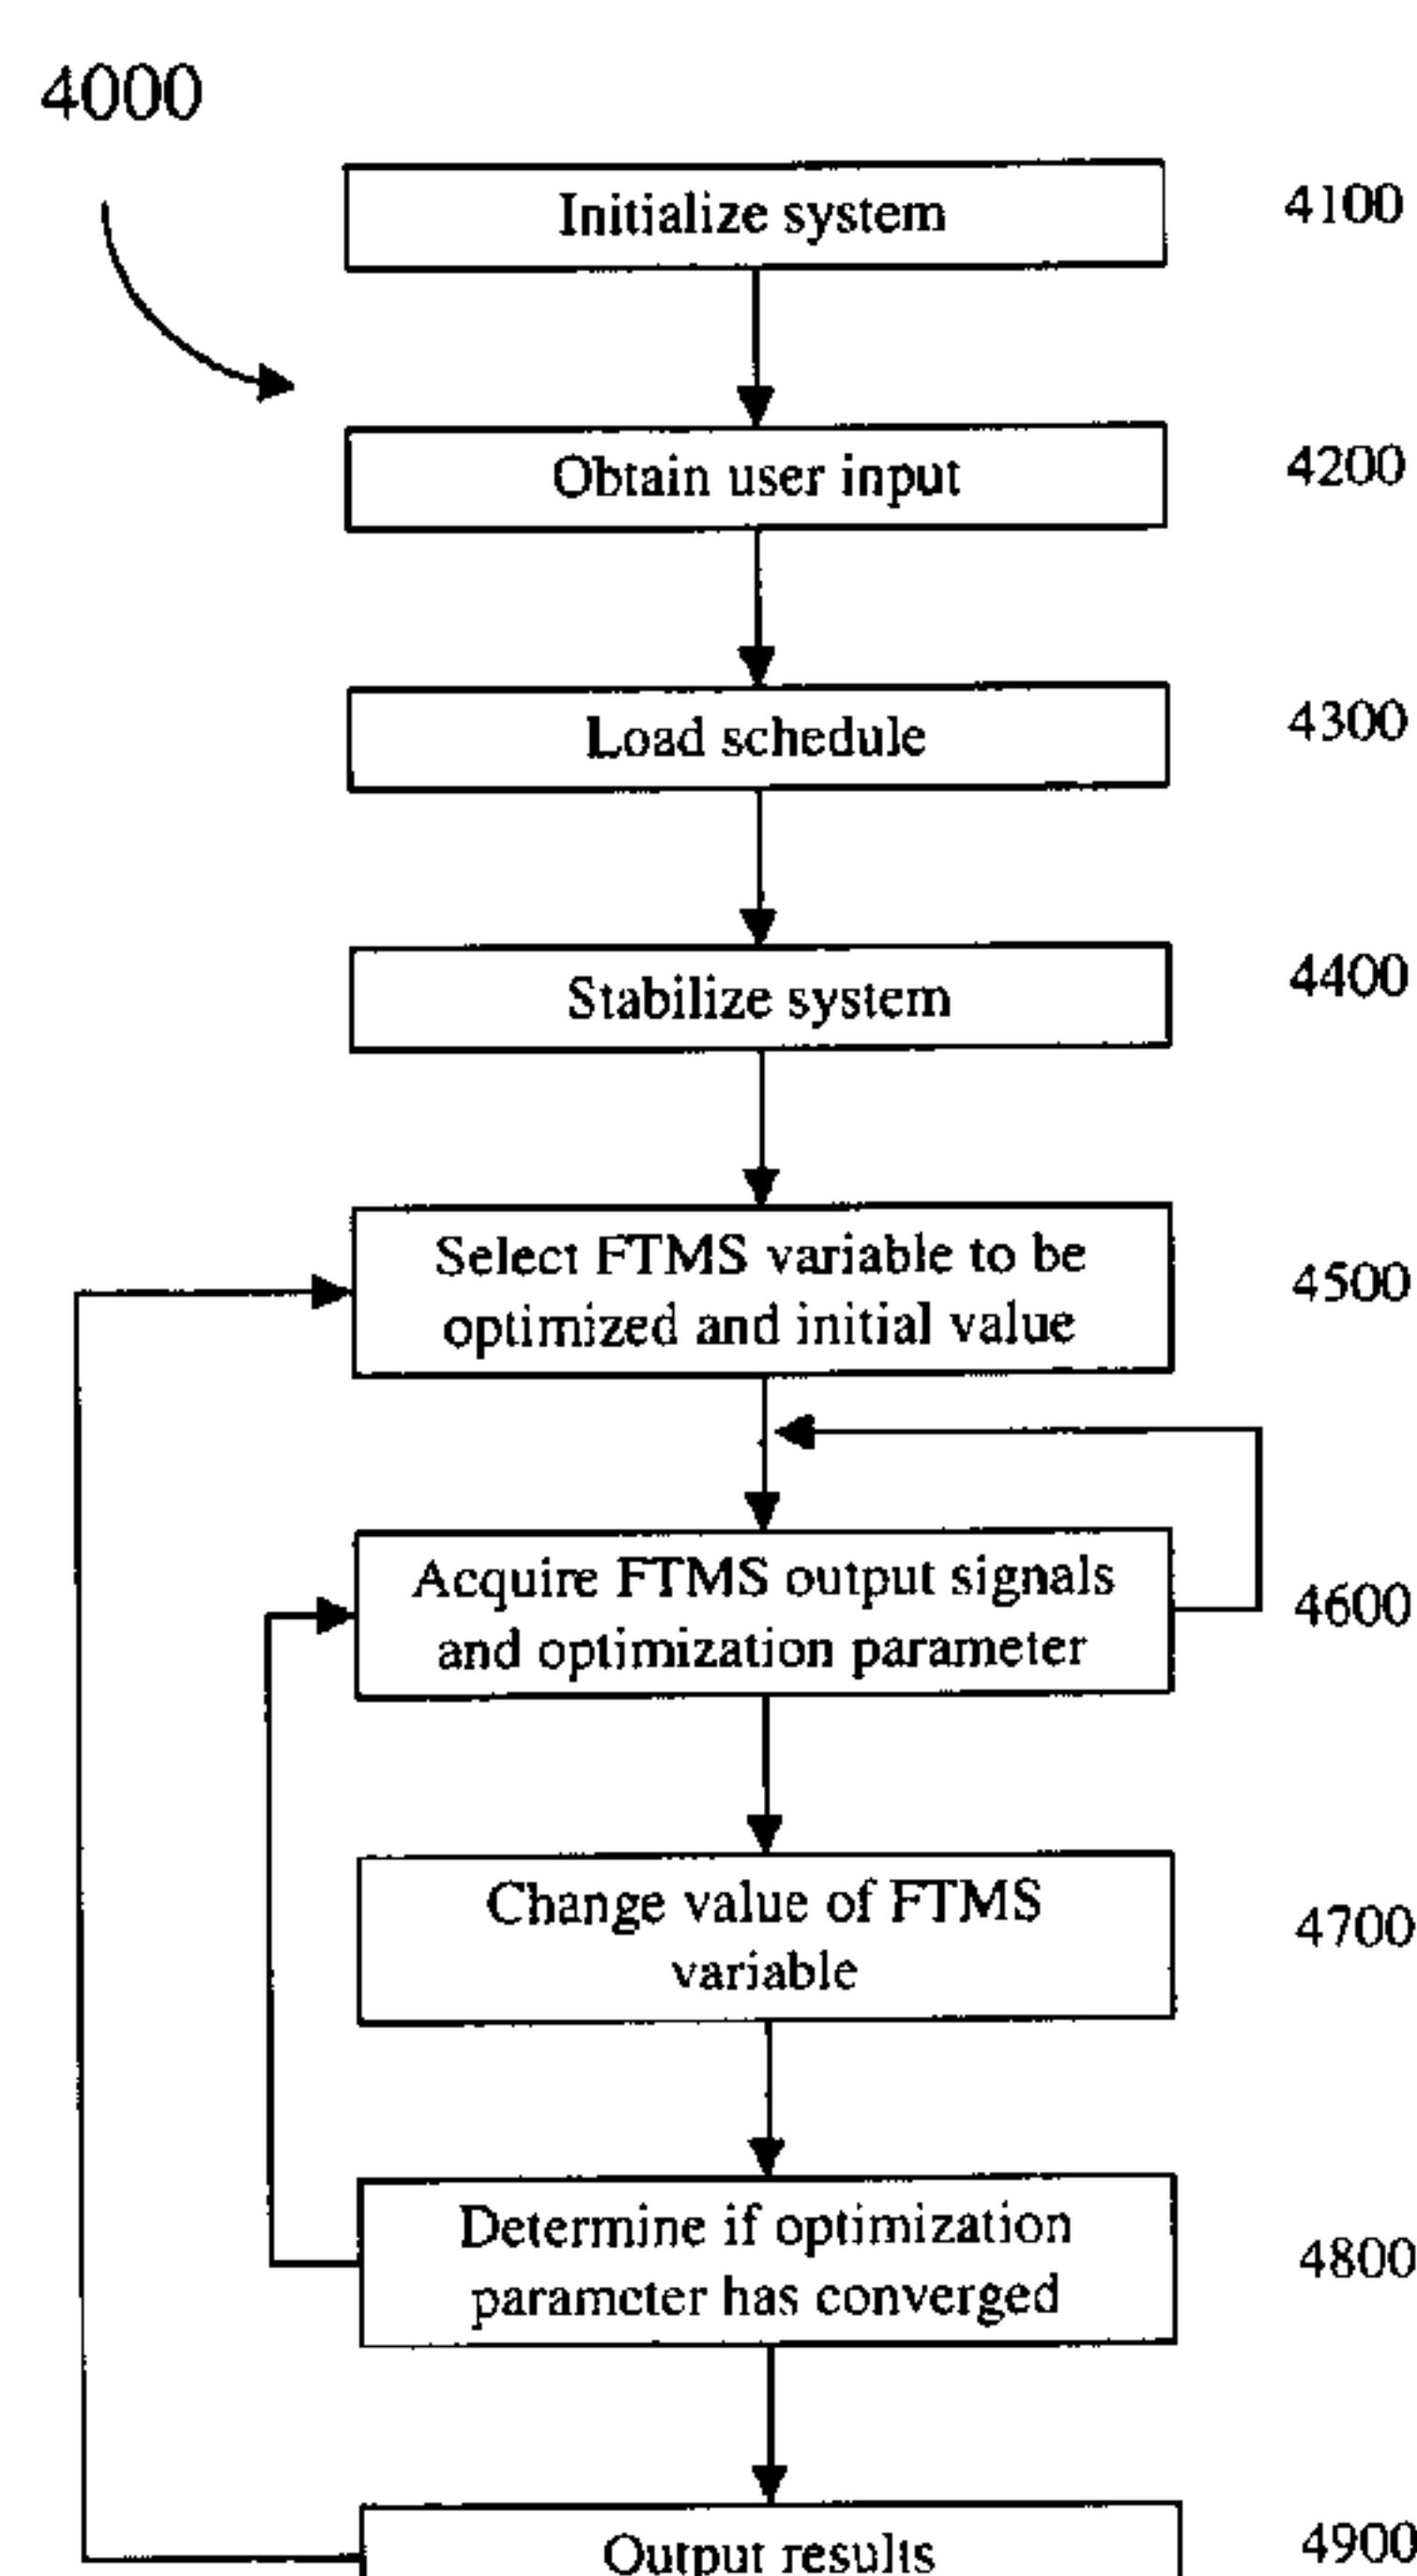 4000
Initialize system
4100
Obtain user input
4200
Load schedule
4300
Stabilize system
4400
Select FTMS variable to be
optimized and initial value
4500
Acquire FTMS output signals
and optimization parameter
4600
Change value of FTMS
variable
4700
Determine if optimization
parameter has converged
4800
Output results
4900